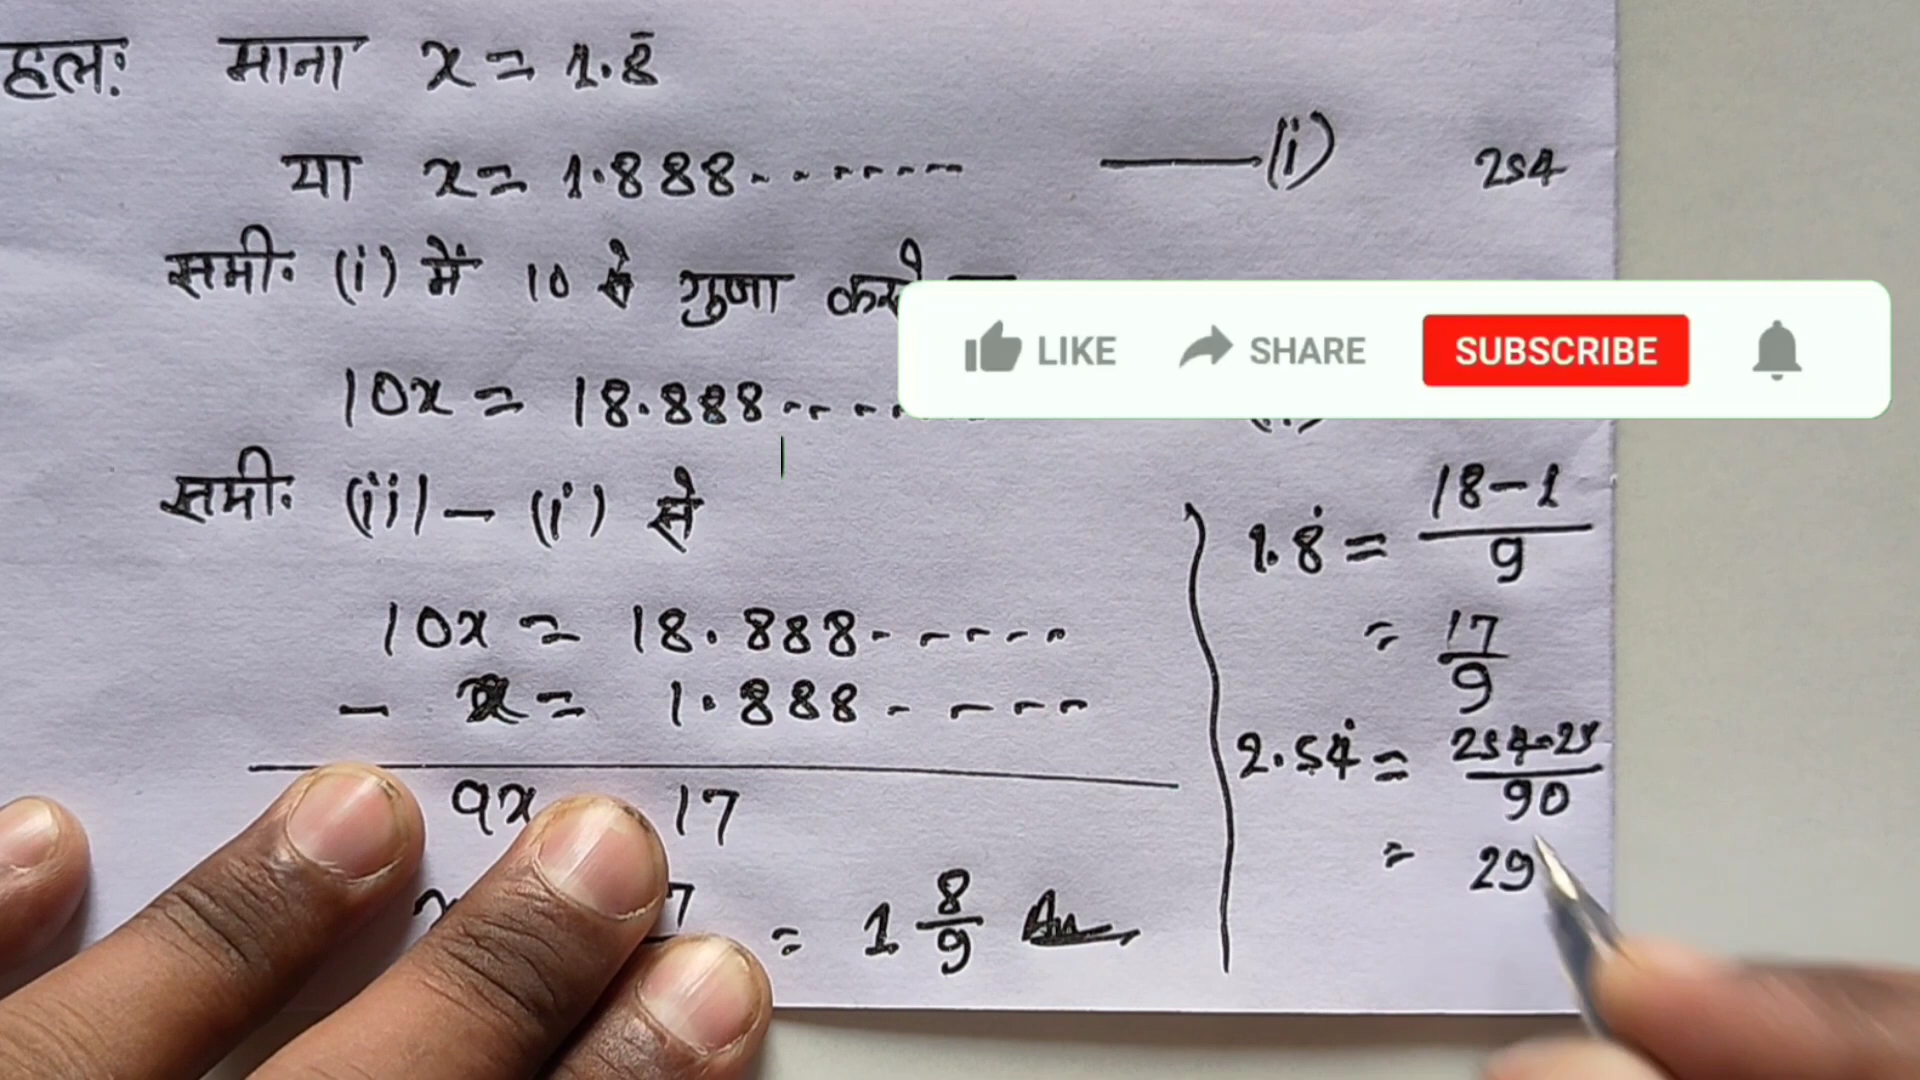 हल: माना x = 1.8̄
या x = 1.888....... —(i)
254
समी. (i) में 10 से गुणा करने
LIKE SHARE SUBSCRIBE
10x = 18.888.....
समी. (ii) - (i) से
10x = 18.888......
- x = 1.888.....
9x 17
= 1 8/9 Ans
1.8̇ = 18-1/9
= 17/9
2.54̇ = 254-25/90
= 29